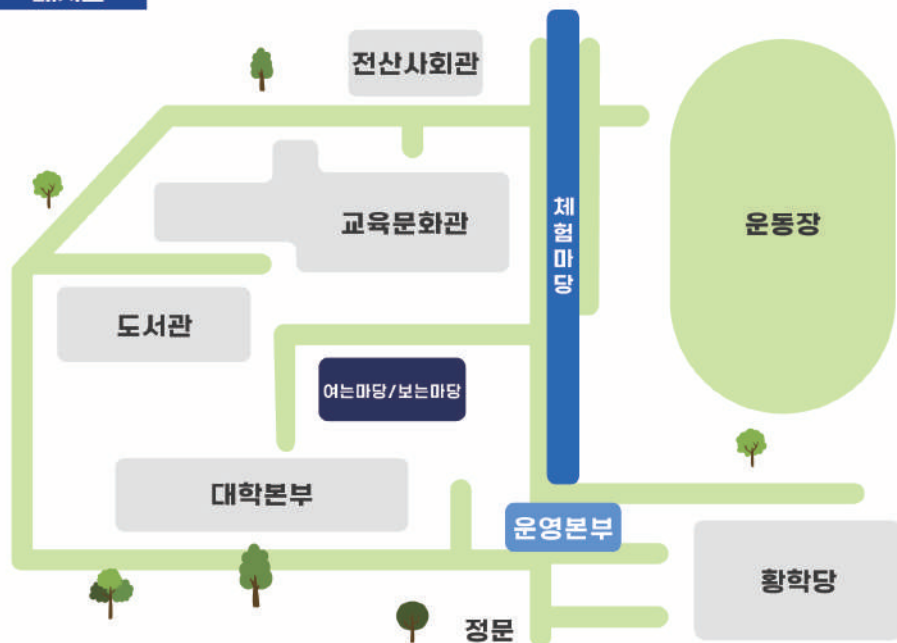 전산사회관
체험마당
교육문화관
운동장
도서관
여는마당/보는마당
대학본부
운영본부
황학당
정문